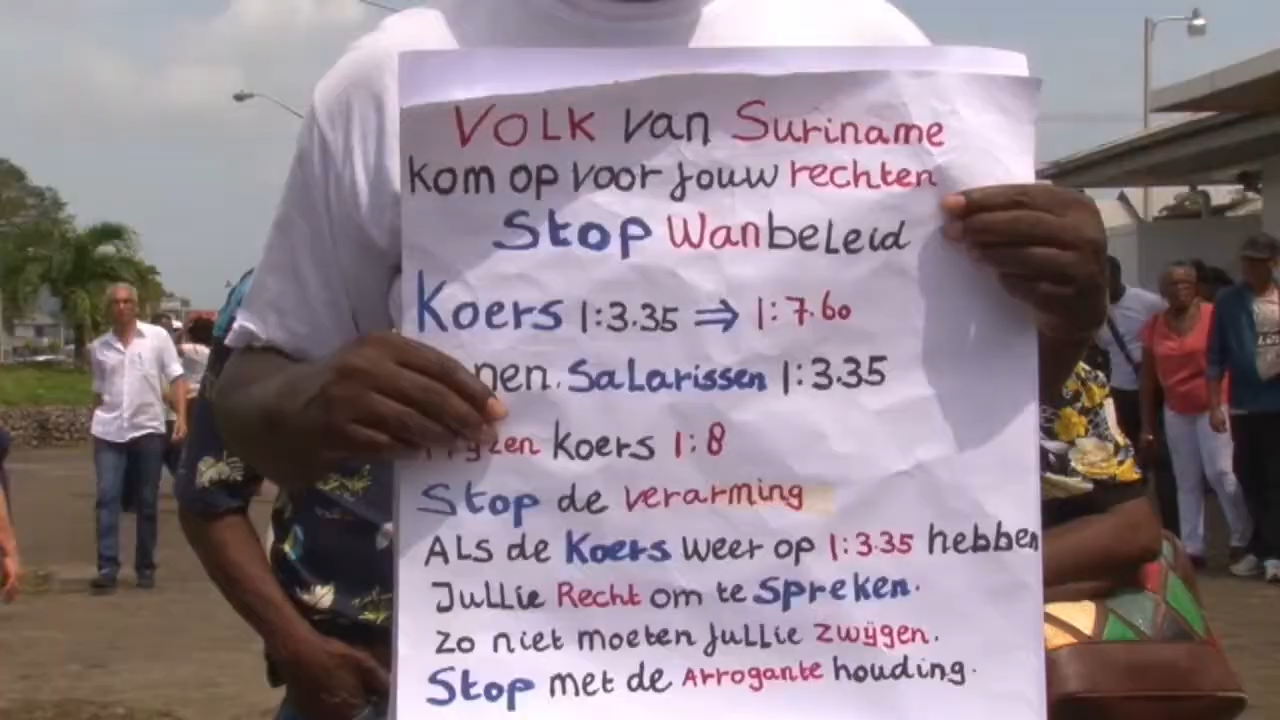 VOLK van Suriname
kom op voor jouw rechten
Stop Wanbeleid
Koers 1:3.35 ⇒ 1:7.60
Salarissen 1:3.35
koers 1:8
Stop de verarming
ALs de Koers weer op 1:3.35 hebben
JuLLie Recht om te Spreken.
Zo niet moeten JuLLie Zwijgen.
Stop met de Arrogante houding.